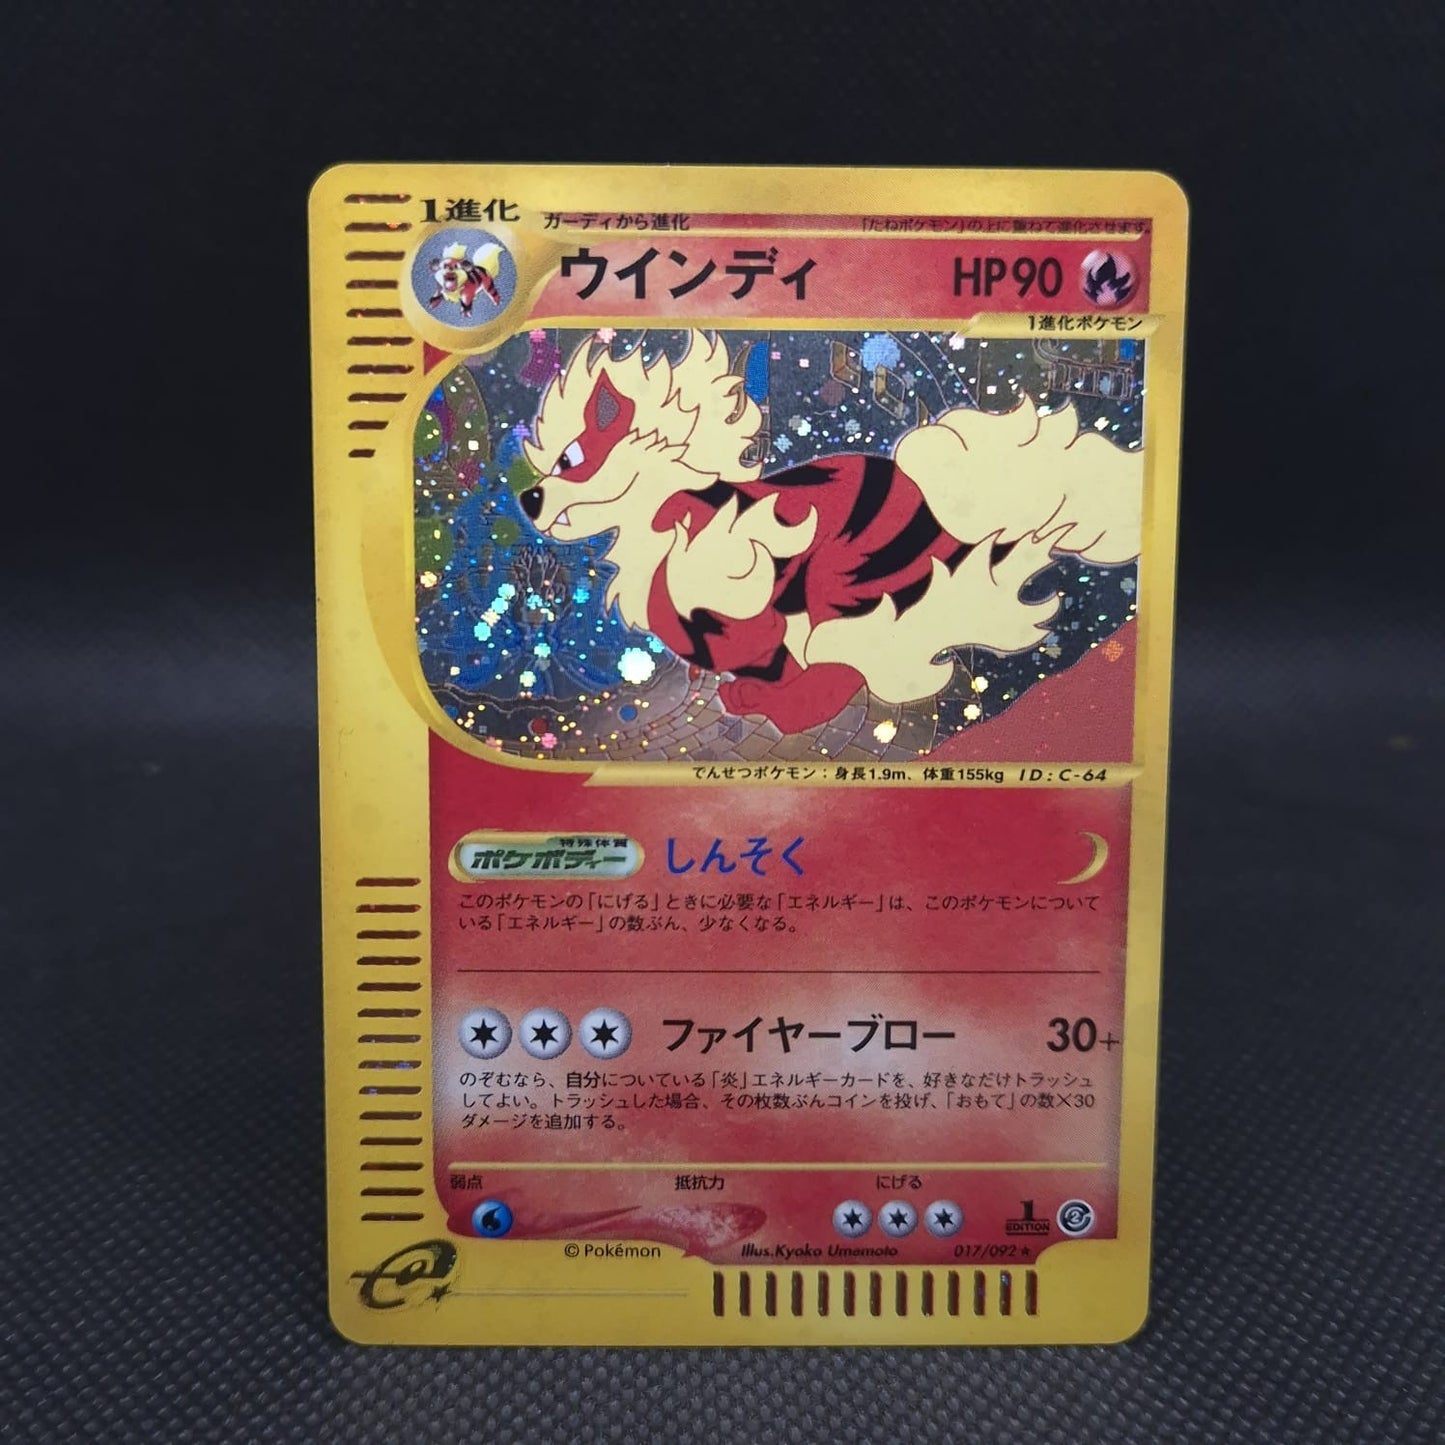 1進化
ガーディから進化
「たねポケモン」の上に重ねて進化させます。
ウインディ
HP90
1進化ポケモン
でんせつポケモン：身長1.9m、体重155kg ID:C-64
特殊体質
ポケボディー
しんそく
このポケモンの「にげる」ときに必要な「エネルギー」は、このポケモンについて
いる「エネルギー」の数ぶん、少なくなる。
ファイヤーブロー 30+
のぞむなら、自分についている「炎」エネルギーカードを、好きなだけトラッシュ
してよい。トラッシュした場合、その枚数ぶんコインを投げ、「おもて」の数×30
ダメージを追加する。
弱点 抵抗力 にげる
1
EDITION
2
© Pokémon Illus.Kyoko Umemoto 017/092★
e